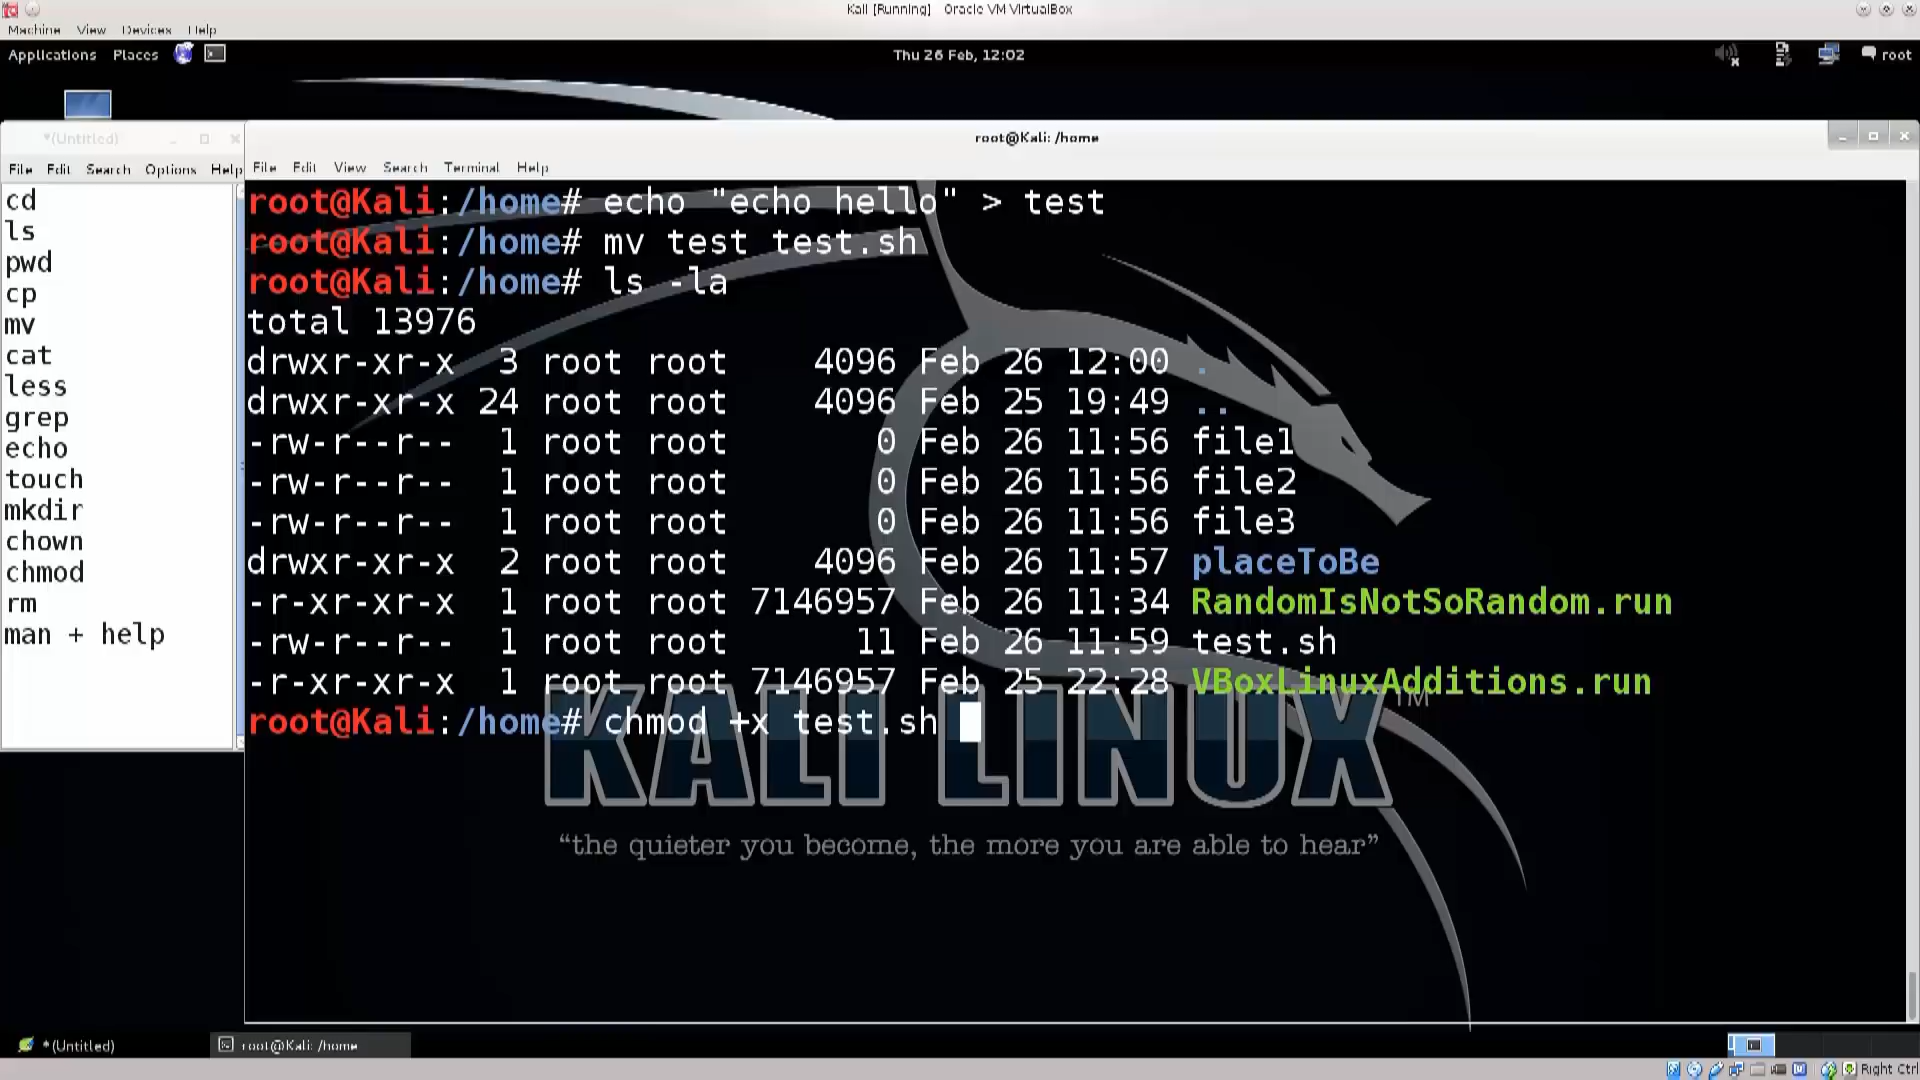 Kali [Running] Oracle VM VirtualBox
Machine View Devices Help
Applications Places
Thu 26 Feb, 12:02
root
*(Untitled)
File Edit Search Options Help
cd
ls
pwd
cp
mv
cat
less
grep
echo
touch
mkdir
chown
chmod
rm
man + help
root@Kali: /home
File Edit View Search Terminal Help
root@Kali:/home# echo "echo hello" > test
root@Kali:/home# mv test test.sh
root@Kali:/home# ls -la
total 13976
drwxr-xr-x 3 root root 4096 Feb 26 12:00 .
drwxr-xr-x 24 root root 4096 Feb 25 19:49 ..
-rw-r--r-- 1 root root 0 Feb 26 11:56 file1
-rw-r--r-- 1 root root 0 Feb 26 11:56 file2
-rw-r--r-- 1 root root 0 Feb 26 11:56 file3
drwxr-xr-x 2 root root 4096 Feb 26 11:57 placeToBe
-r-xr-xr-x 1 root root 7146957 Feb 26 11:34 RandomIsNotSoRandom.run
-rw-r--r-- 1 root root 11 Feb 26 11:59 test.sh
-r-xr-xr-x 1 root root 7146957 Feb 25 22:28 VBoxLinuxAdditions.run
root@Kali:/home# chmod +x test.sh
KALI LINUX TM
“the quieter you become, the more you are able to hear”
*(Untitled)
root@Kali: /home
Right Ctrl